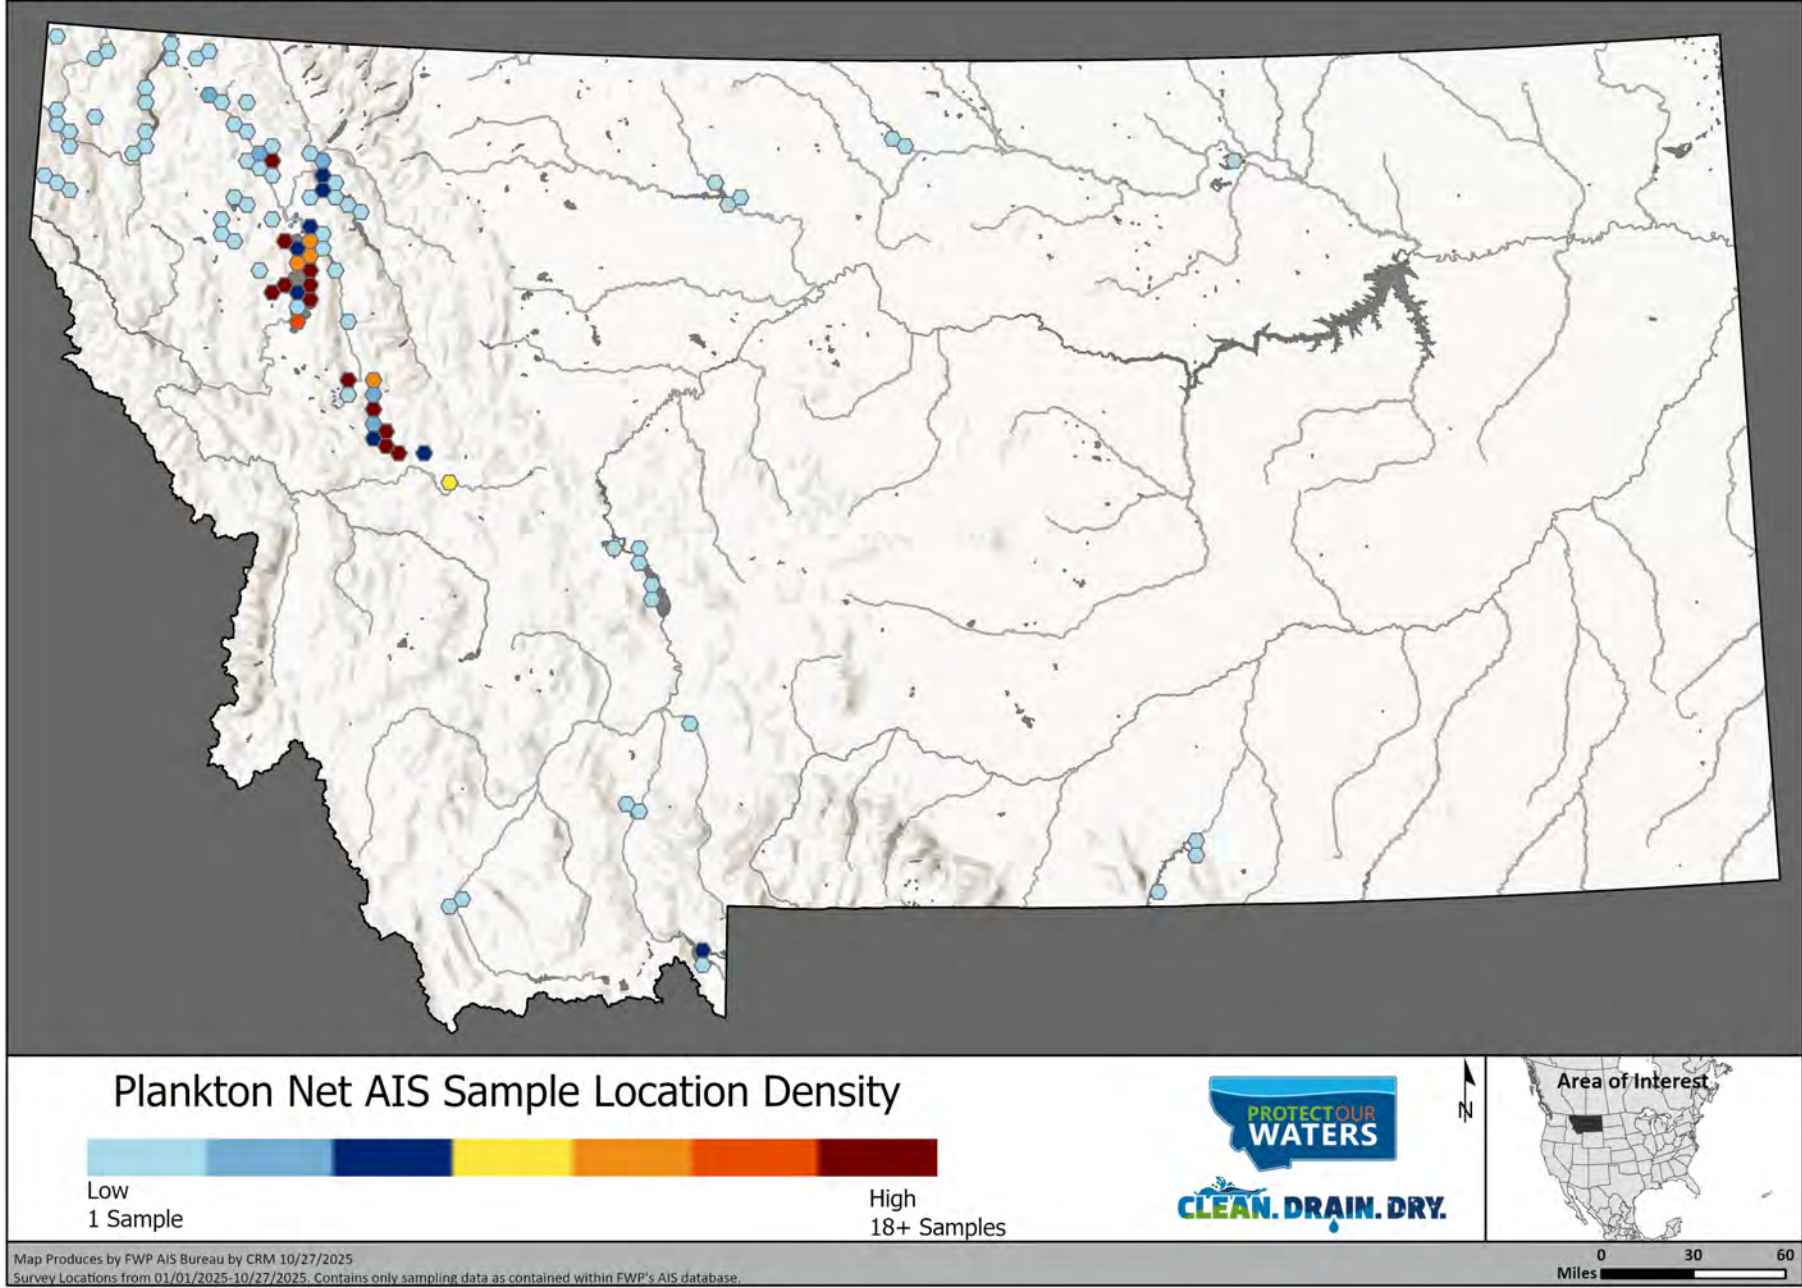 Plankton Net AIS Sample Location Density
Low
1 Sample
High
18+ Samples
PROTECT OUR
WATERS
CLEAN. DRAIN. DRY.
N
Area of Interest
Map Produces by FWP AIS Bureau by CRM 10/27/2025
Survey Locations from 01/01/2025-10/27/2025. Contains only sampling data as contained within FWP's AIS database.
0 30 60
Miles